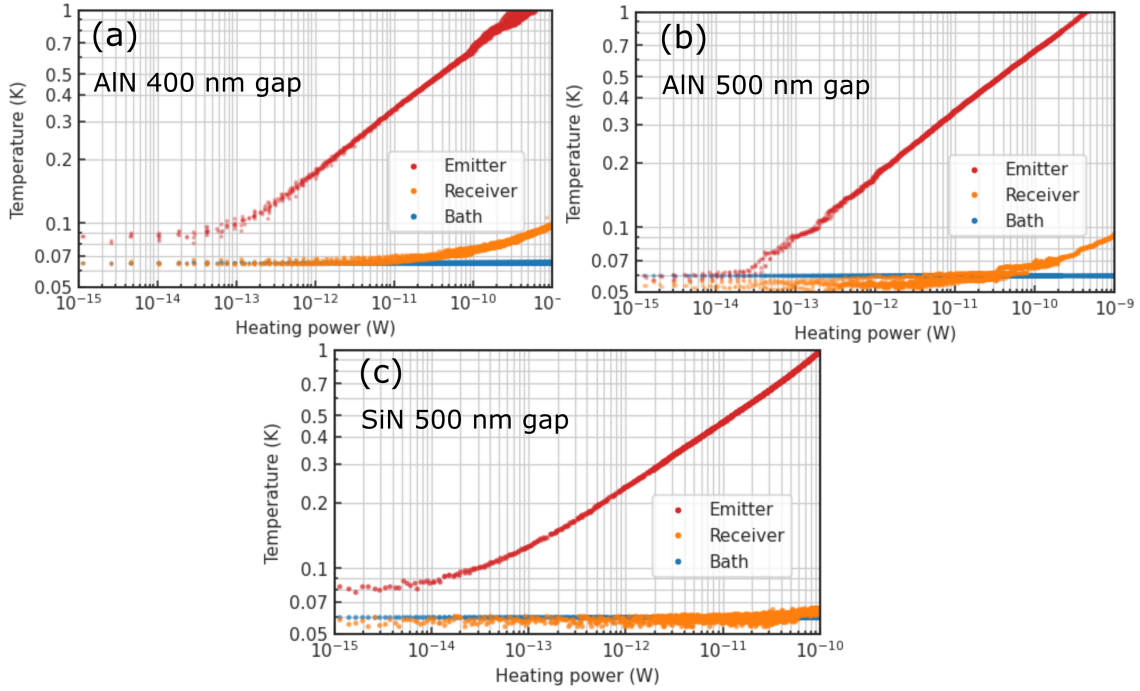 (a)
AlN 400 nm gap
Temperature (K)
1
0.7
0.5
0.4
0.3
0.2
0.1
0.07
0.05
Emitter
Receiver
Bath
10⁻¹⁵
10⁻¹⁴
10⁻¹³
10⁻¹²
10⁻¹¹
10⁻¹⁰
10⁻
Heating power (W)
(b)
AlN 500 nm gap
Temperature (K)
1
0.7
0.5
0.4
0.3
0.2
0.1
0.07
0.05
Emitter
Receiver
Bath
10⁻¹⁵
10⁻¹⁴
10⁻¹³
10⁻¹²
10⁻¹¹
10⁻¹⁰
10⁻⁹
Heating power (W)
(c)
SiN 500 nm gap
Temperature (K)
1
0.7
0.5
0.4
0.3
0.2
0.1
0.07
0.05
Emitter
Receiver
Bath
10⁻¹⁵
10⁻¹⁴
10⁻¹³
10⁻¹²
10⁻¹¹
10⁻¹⁰
Heating power (W)